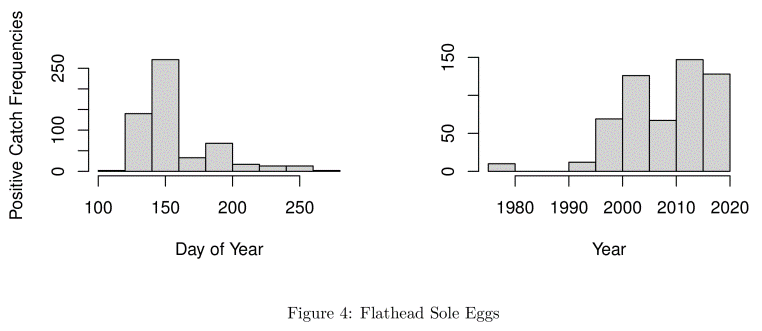 Positive Catch Frequencies
250
100
0
100 150 200 250
Day of Year
150
50
0
1980 1990 2000 2010 2020
Year
Figure 4: Flathead Sole Eggs